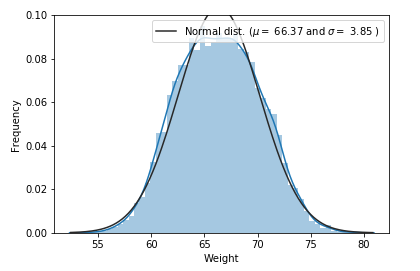 0.10
Normal dist. (μ = 66.37 and σ = 3.85 )
0.08
0.06
0.04
0.02
0.00
Frequency
55 60 65 70 75 80
Weight